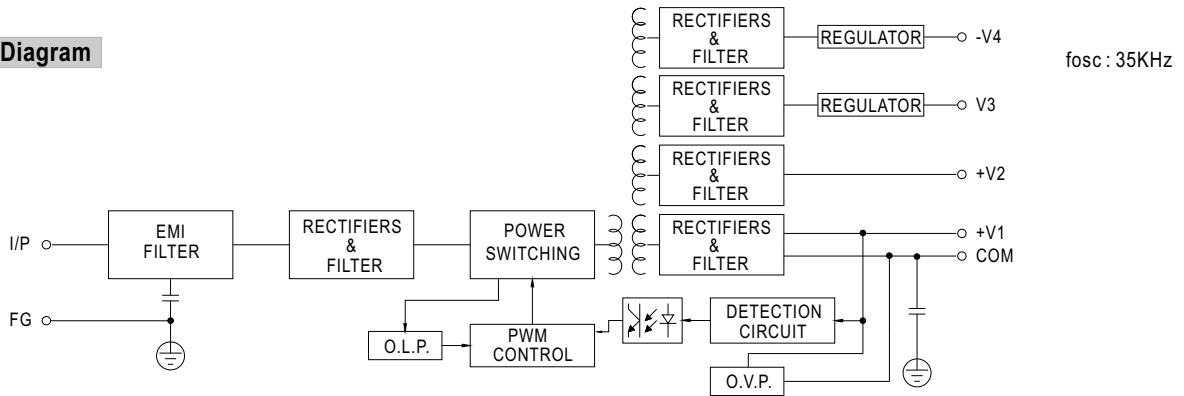 Diagram
fosc : 35KHz
RECTIFIERS
&
FILTER
REGULATOR
-V4
RECTIFIERS
&
FILTER
REGULATOR
V3
RECTIFIERS
&
FILTER
+V2
I/P
EMI
FILTER
RECTIFIERS
&
FILTER
POWER
SWITCHING
RECTIFIERS
&
FILTER
+V1
COM
FG
O.L.P.
PWM
CONTROL
DETECTION
CIRCUIT
O.V.P.